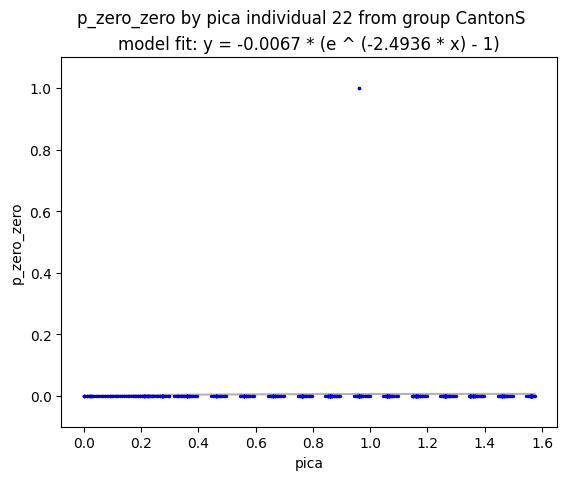 p_zero_zero by pica individual 22 from group CantonS
model fit: y = -0.0067 * (e ^ (-2.4936 * x) - 1)
1.0
0.8
0.6
0.4
0.2
0.0
p_zero_zero
0.0 0.2 0.4 0.6 0.8 1.0 1.2 1.4 1.6
pica